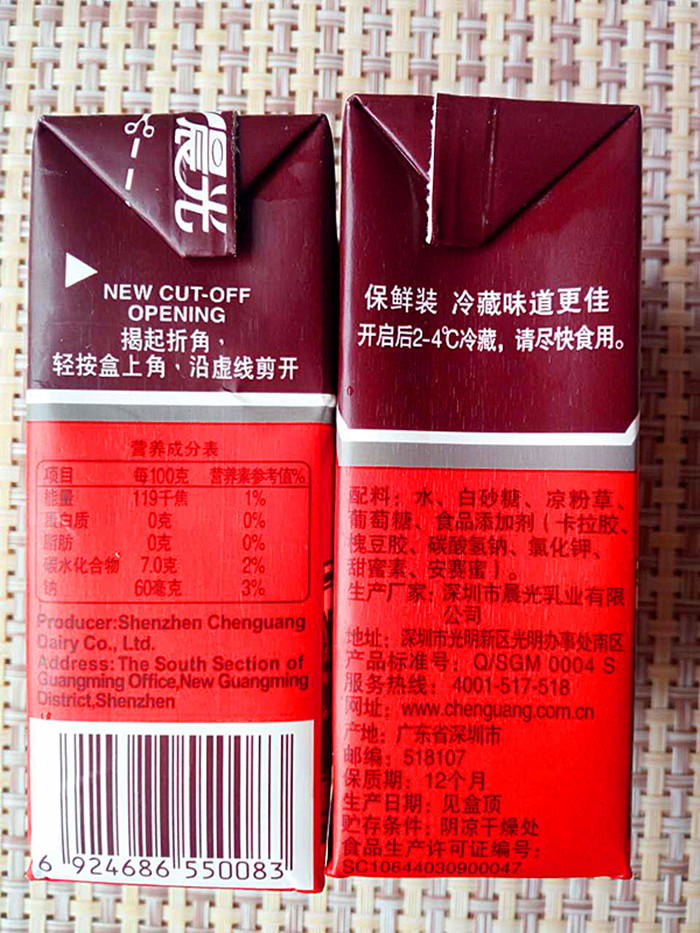 晨光
NEW CUT-OFF
OPENING
揭起折角，
轻按盒上角，沿虚线剪开
营养成分表
项目 每100克 营养素参考值%
能量 119千焦 1%
蛋白质 0克 0%
脂肪 0克 0%
碳水化合物 7.0克 2%
钠 60毫克 3%
Producer:Shenzhen Chenguang
Dairy Co., Ltd.
Address: The South Section of
Guangming Office,New Guangming
District,Shenzhen
6 924686 550083
保鲜装 冷藏味道更佳
开启后2-4℃冷藏，请尽快食用。
配料：水、白砂糖、凉粉草、
葡萄糖、食品添加剂（卡拉胶、
槐豆胶、碳酸氢钠、氯化钾、
甜蜜素、安赛蜜）。
生产厂家：深圳市晨光乳业有限
公司
地址：深圳市光明新区光明办事处南区
产品标准号：Q/SGM 0004 S
服务热线：4001-517-518
网址：www.chenguang.com.cn
产地：广东省深圳市
邮编：518107
保质期：12个月
生产日期：见盒顶
贮存条件：阴凉干燥处
食品生产许可证编号：
SC10644030900047